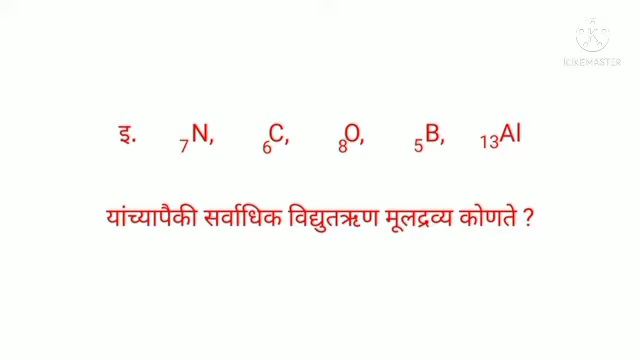 KINEMASTER
इ. ₇N, ₆C, ₈O, ₅B, ₁₃Al
यांच्यापैकी सर्वाधिक विद्युतऋण मूलद्रव्य कोणते ?